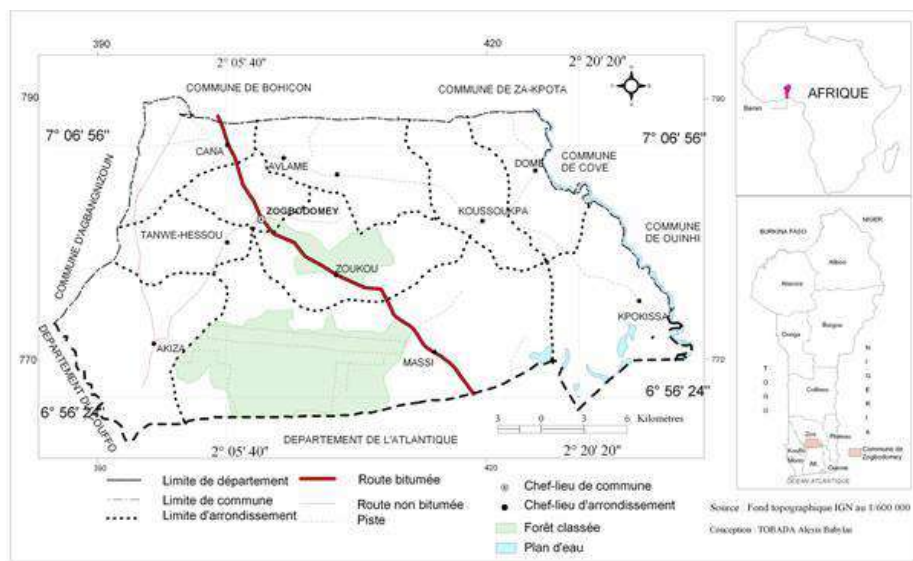 390
420
2° 05' 40"
2° 20' 20"
790
790
COMMUNE DE BOHICON
COMMUNE DE ZA-KPOTA
7° 06' 56"
7° 06' 56"
CANA
AVLAME
DOME
COMMUNE DE COVE
COMMUNE D'AGBANGNIZOUN
ZOGBODOMEY
KOUSSOUKPA
TANWE-HESSOU
COMMUNE DE OUINHI
ZOUKOU
KPOKISSA
AKIZA
MASSI
770
772
DEPARTEMENT DU COUFFO
6° 56' 24"
6° 56' 24"
3 0 3 6 Kilomètres
DEPARTEMENT DE L'ATLANTIQUE
2° 05' 40"
2° 20' 20"
390
420
AFRIQUE
Benin
BURKINA FASO
NIGER
Alibori
Atacora
Donga
Borgou
TOGO
NIGERIA
Collines
Zou
Plateau
Kouffo
Mono
Atl.
Oueme
OCEAN ATLANTIQUE
Commune de Zogbodomey
Limite de département
Limite de commune
Limite d'arrondissement
Route bitumée
Route non bitumée
Piste
Chef-lieu de commune
Chef-lieu d'arrondissement
Forêt classée
Plan d'eau
Source : Fond topographique IGN au 1/600 000
Conception : TOBADA Alexis Babylas